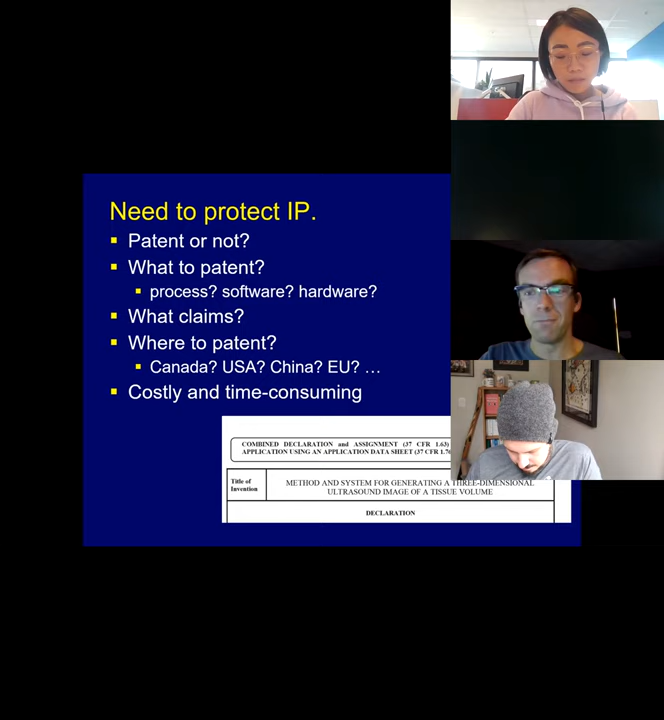 Need to protect IP.
Patent or not?
What to patent?
process? software? hardware?
What claims?
Where to patent?
Canada? USA? China? EU? …
Costly and time-consuming
COMBINED DECLARATION and ASSIGNMENT (37 CFR 1.63)
APPLICATION USING AN APPLICATION DATA SHEET (37 CFR 1.76
Title of
Invention
METHOD AND SYSTEM FOR GENERATING A THREE-DIMENSIONAL
ULTRASOUND IMAGE OF A TISSUE VOLUME
DECLARATION